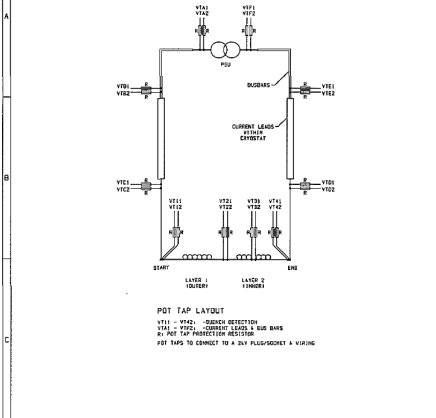 A
VTA1 VTF1
VTA2 VTF2
R R R R
PSU
BUSBARS
VTB1 R R VTE1
VTB2 R R VTE2
CURRENT LEADS
WITHIN
CRYOSTAT
B
VTC1 R R VTD1
VTC2 R R VTD2
VT11 VT21 VT31 VT41
VT12 VT22 VT32 VT42
R R R R R R R R
START END
LAYER 1 LAYER 2
(OUTER) (INNER)
POT TAP LAYOUT
VT11 - VT42: -QUENCH DETECTION
VTA1 - VTF2: -CURRENT LEADS & BUS BARS
R: POT TAP PROTECTION RESISTOR
C
POT TAPS TO CONNECT TO A 2kV PLUG/SOCKET & WIRING